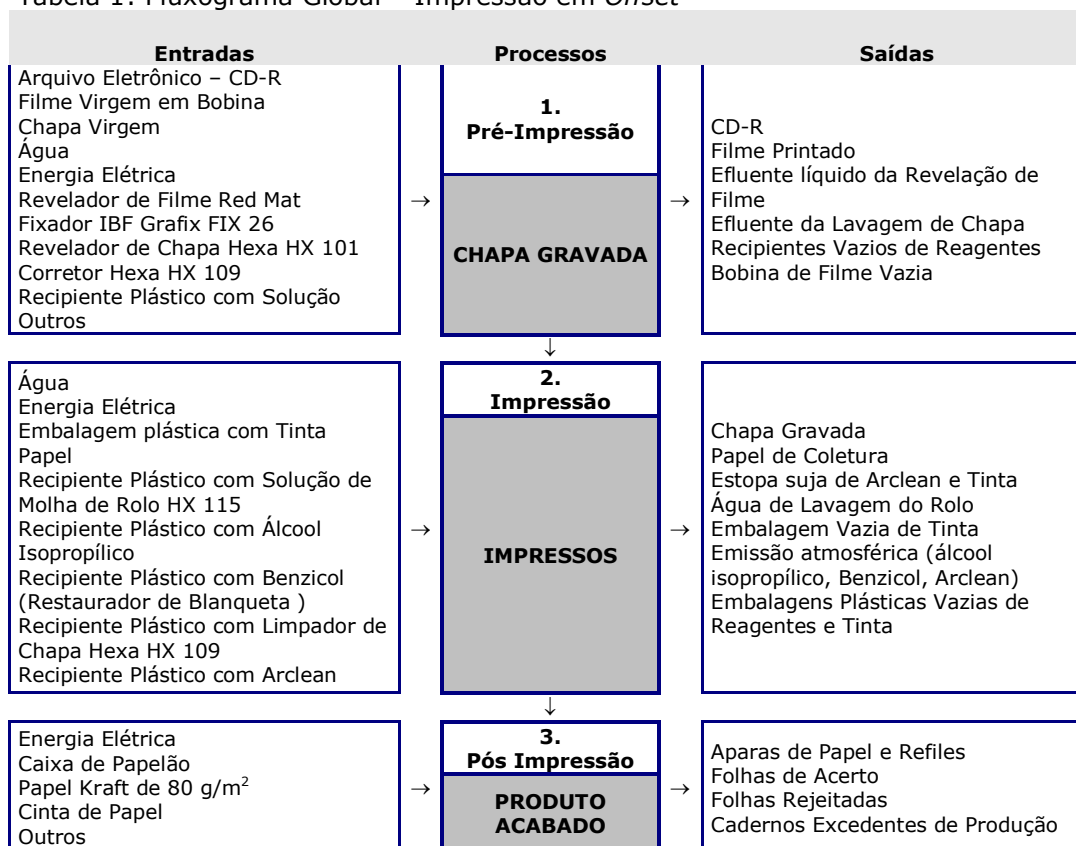 Tabela 1: Fluxograma Global – Impressão em Offset
Entradas
Processos
Saídas
Arquivo Eletrônico – CD-R
Filme Virgem em Bobina
Chapa Virgem
Água
Energia Elétrica
Revelador de Filme Red Mat
Fixador IBF Grafix FIX 26
Revelador de Chapa Hexa HX 101
Corretor Hexa HX 109
Recipiente Plástico com Solução
Outros
→
1.
Pré-Impressão
CHAPA GRAVADA
→
CD-R
Filme Printado
Efluente líquido da Revelação de
Filme
Efluente da Lavagem de Chapa
Recipientes Vazios de Reagentes
Bobina de Filme Vazia
↓
Água
Energia Elétrica
Embalagem plástica com Tinta
Papel
Recipiente Plástico com Solução de
Molha de Rolo HX 115
Recipiente Plástico com Álcool
Isopropílico
Recipiente Plástico com Benzicol
(Restaurador de Blanqueta )
Recipiente Plástico com Limpador de
Chapa Hexa HX 109
Recipiente Plástico com Arclean
→
2.
Impressão
IMPRESSOS
→
Chapa Gravada
Papel de Coletura
Estopa suja de Arclean e Tinta
Água de Lavagem do Rolo
Embalagem Vazia de Tinta
Emissão atmosférica (álcool
isopropílico, Benzicol, Arclean)
Embalagens Plásticas Vazias de
Reagentes e Tinta
↓
Energia Elétrica
Caixa de Papelão
Papel Kraft de 80 g/m²
Cinta de Papel
Outros
→
3.
Pós Impressão
PRODUTO
ACABADO
→
Aparas de Papel e Refiles
Folhas de Acerto
Folhas Rejeitadas
Cadernos Excedentes de Produção